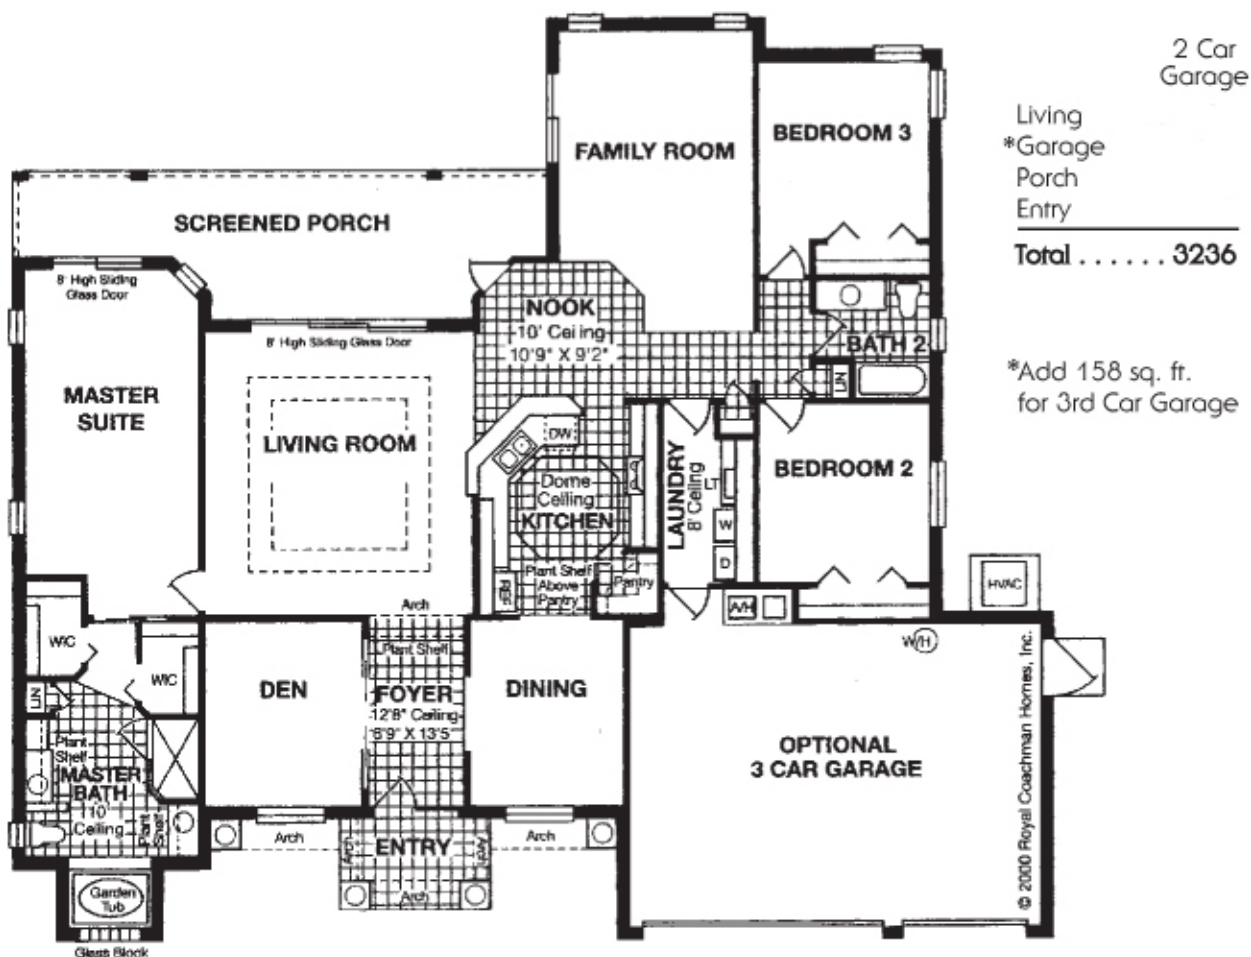 2 Car
Garage
Living
*Garage
Porch
Entry
Total . . . . . . 3236
*Add 158 sq. ft.
for 3rd Car Garage
FAMILY ROOM
BEDROOM 3
SCREENED PORCH
8' High Sliding
Glass Door
NOOK
10' Ceiling
10'9" X 9'2"
8' High Sliding Glass Door
BATH 2
LIN
MASTER
SUITE
LIVING ROOM
DW
Dome
Ceiling
KITCHEN
LAUNDRY
8' Ceiling
LT
W
D
BEDROOM 2
Plant Shelf
Above
Pantry
REF
Pantry
HVAC
A/H
W/H
Arch
WIC
WIC
LIN
Plant Shelf
DEN
FOYER
12'8" Ceiling
8'9" X 13'5"
DINING
OPTIONAL
3 CAR GARAGE
Plant
Shelf
MASTER
BATH
10'
Ceiling
Plant
Shelf
Arch
Arch
ENTRY
Arch
Arch
Arch
Garden
Tub
Glass Block
© 2000 Royal Coachman Homes, Inc.